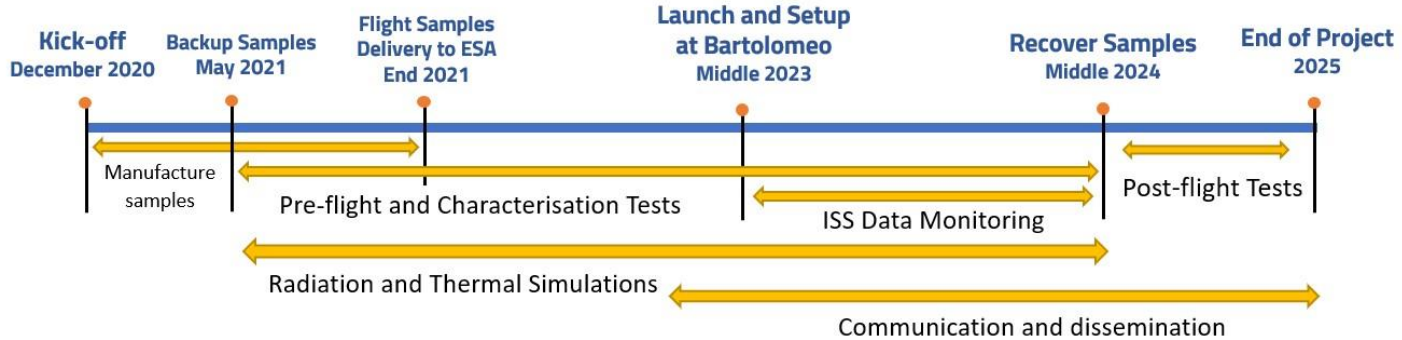 Kick-off
December 2020
Backup Samples
May 2021
Flight Samples
Delivery to ESA
End 2021
Launch and Setup
at Bartolomeo
Middle 2023
Recover Samples
Middle 2024
End of Project
2025
Manufacture
samples
Pre-flight and Characterisation Tests
ISS Data Monitoring
Post-flight Tests
Radiation and Thermal Simulations
Communication and dissemination